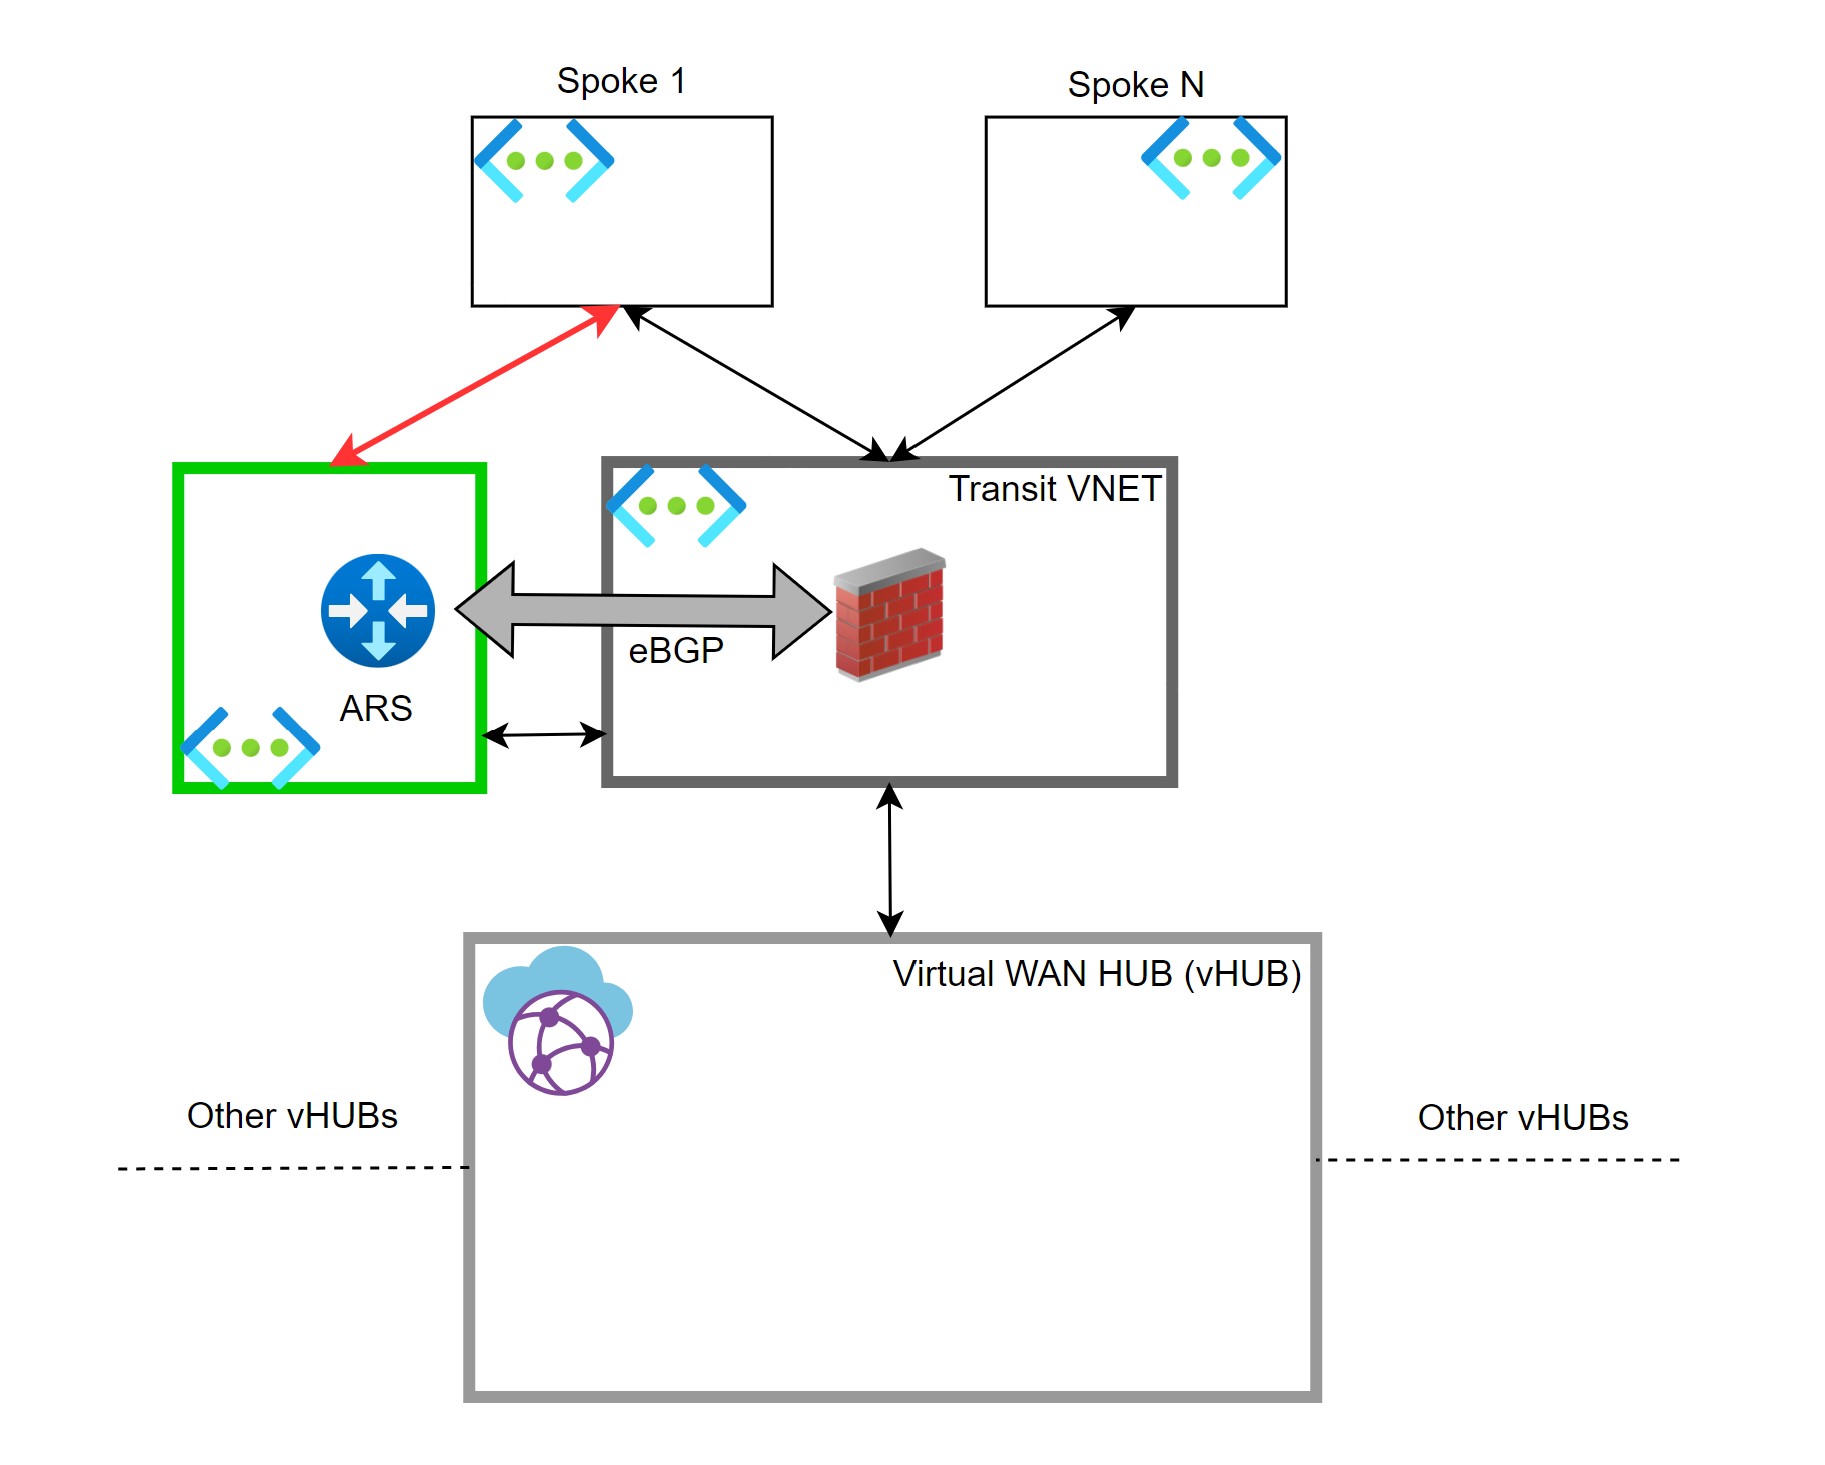 Spoke 1
Spoke N
Transit VNET
eBGP
ARS
Virtual WAN HUB (vHUB)
Other vHUBs
Other vHUBs